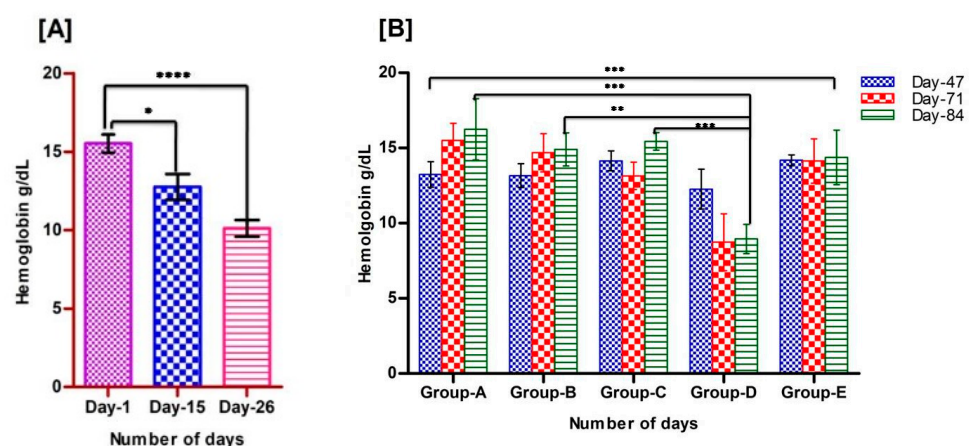 [A]
Hemoglobin g/dL
20
15
10
5
0
****
*
Day-1 Day-15 Day-26
Number of days
[B]
Hemolgobin g/dL
20
15
10
5
0
***
***
**
***
Group-A Group-B Group-C Group-D Group-E
Number of days
Day-47
Day-71
Day-84